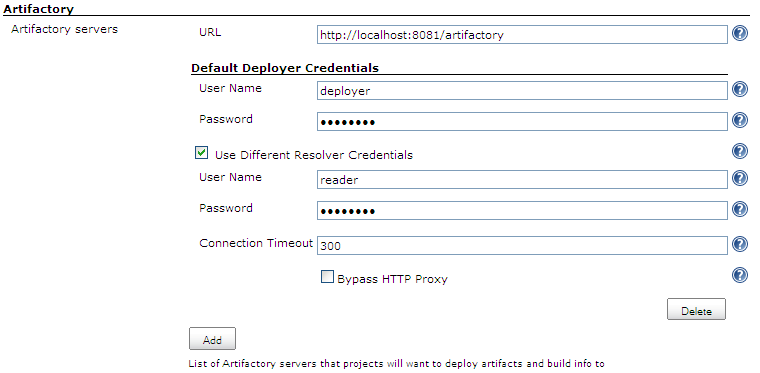 Artifactory
Artifactory servers
URL
http://localhost:8081/artifactory
Default Deployer Credentials
User Name
deployer
Password
••••••••
Use Different Resolver Credentials
User Name
reader
Password
••••••••
Connection Timeout
300
Bypass HTTP Proxy
Delete
Add
List of Artifactory servers that projects will want to deploy artifacts and build info to